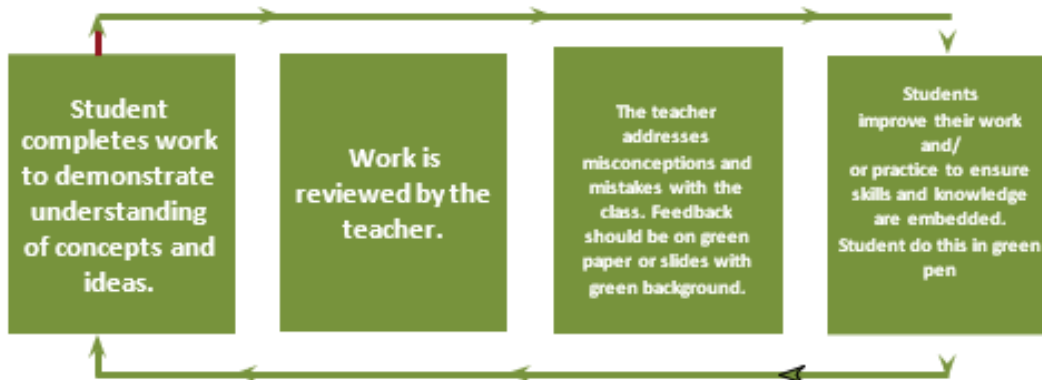 Student
completes work
to demonstrate
understanding
of concepts and
ideas.
Work is
reviewed by the
teacher.
The teacher
addresses
misconceptions and
mistakes with the
class. Feedback
should be on green
paper or slides with
green background.
Students
improve their work
and/
or practice to ensure
skills and knowledge
are embedded.
Student do this in green
pen